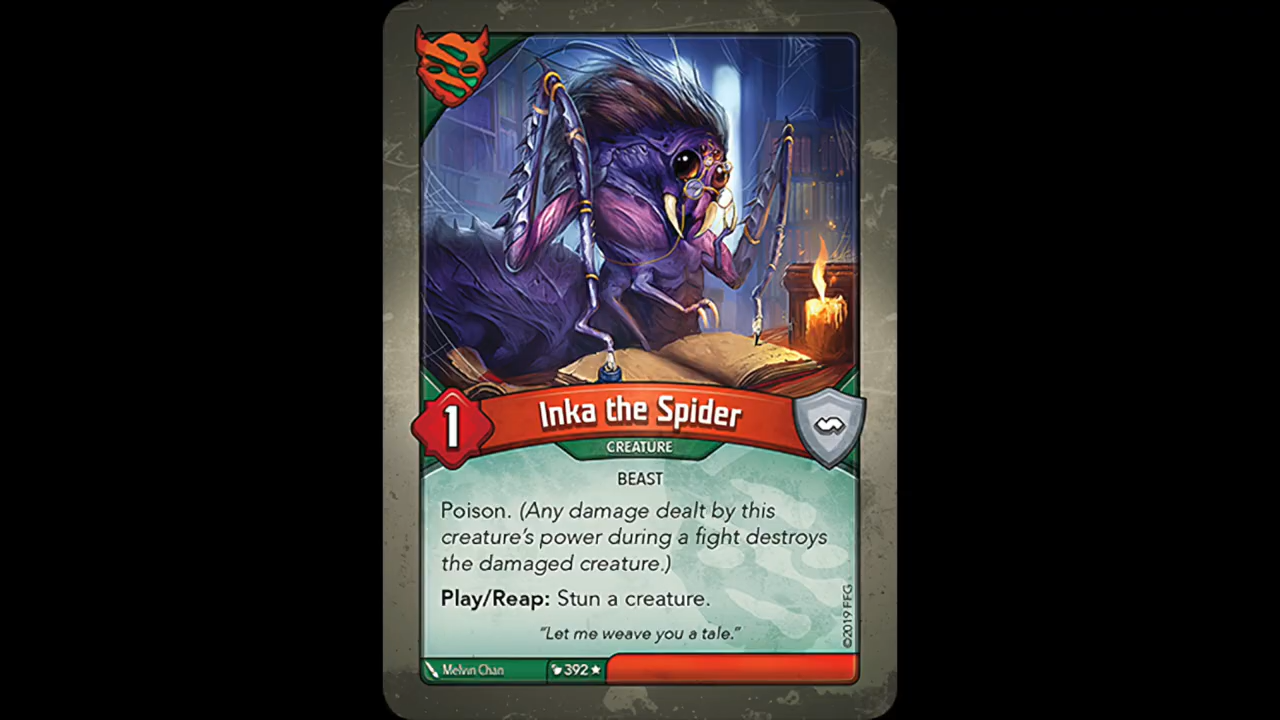 1
Inka the Spider
CREATURE
BEAST
Poison. (Any damage dealt by this
creature's power during a fight destroys
the damaged creature.)
Play/Reap: Stun a creature.
"Let me weave you a tale."
©2019 FFG
Melvin Chan
392